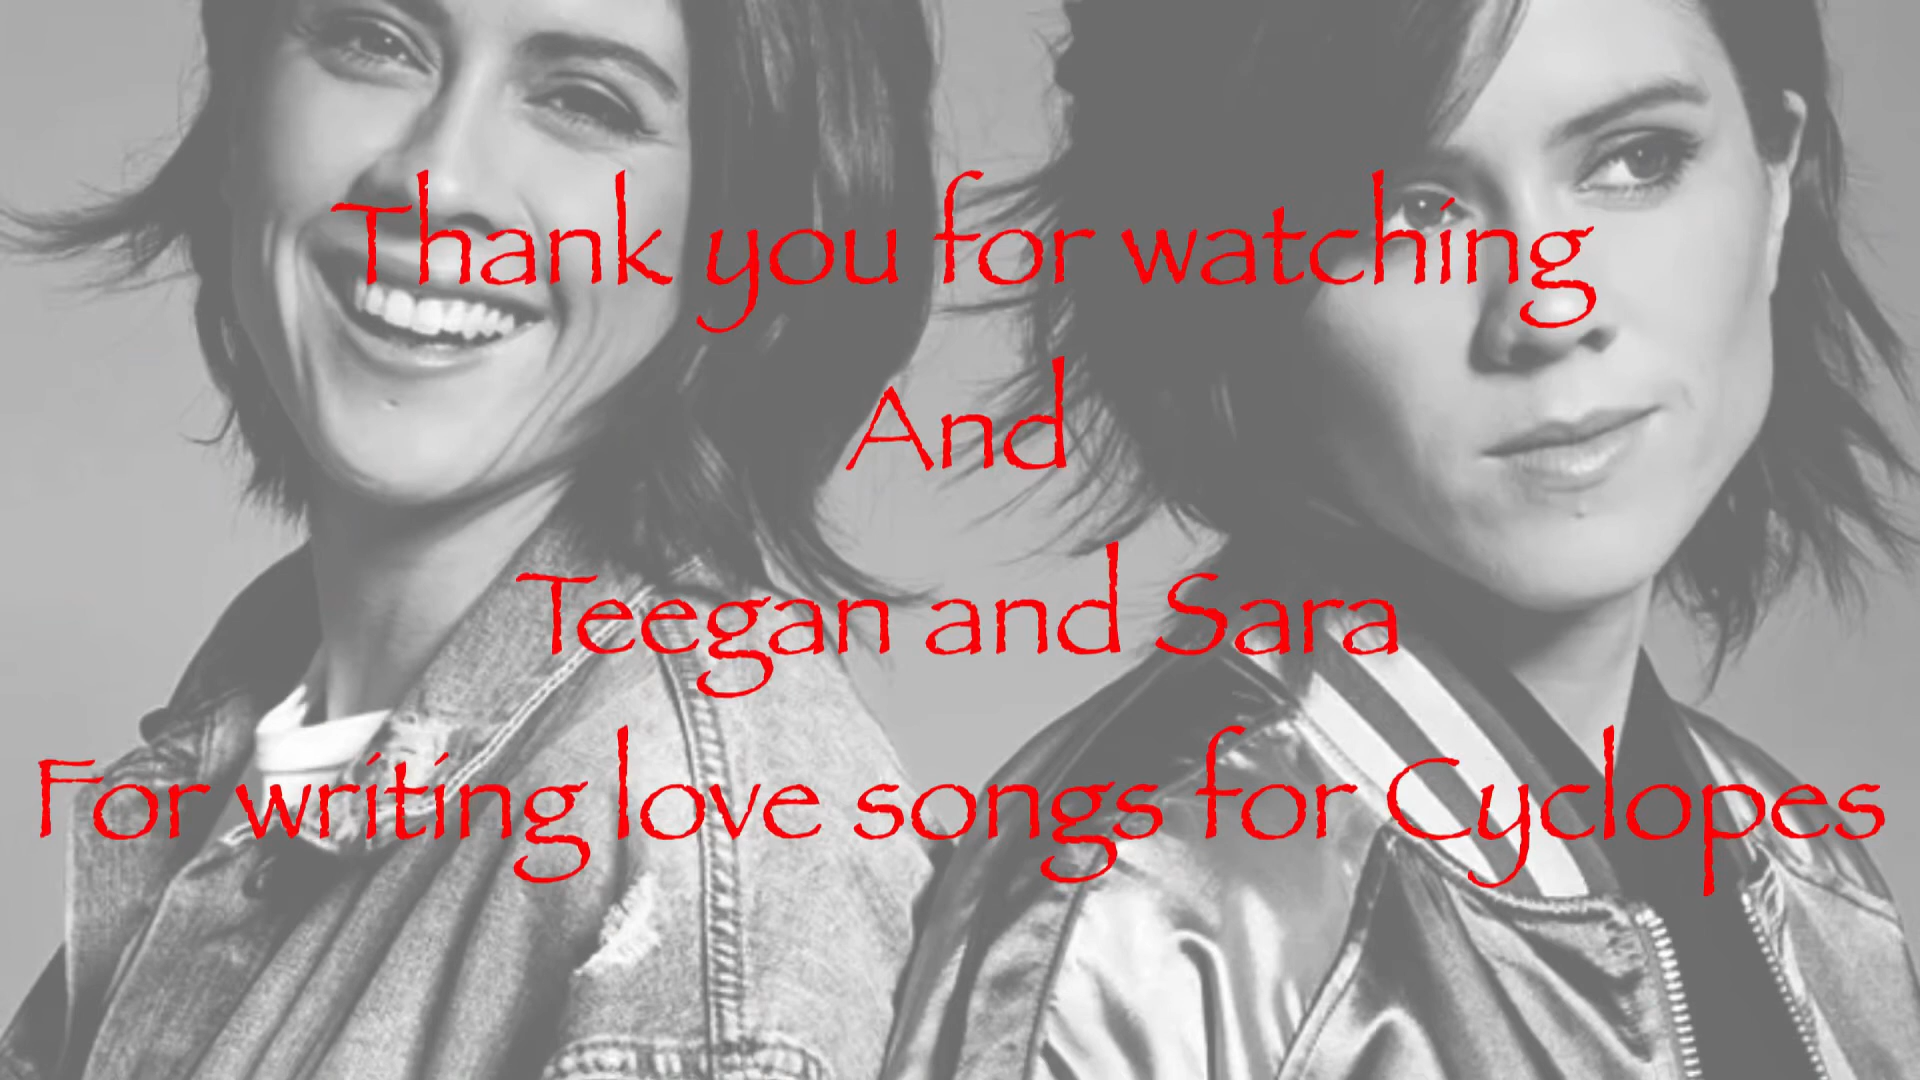 Thank you for watching
And
Teegan and Sara
For writing love songs for Cyclopes